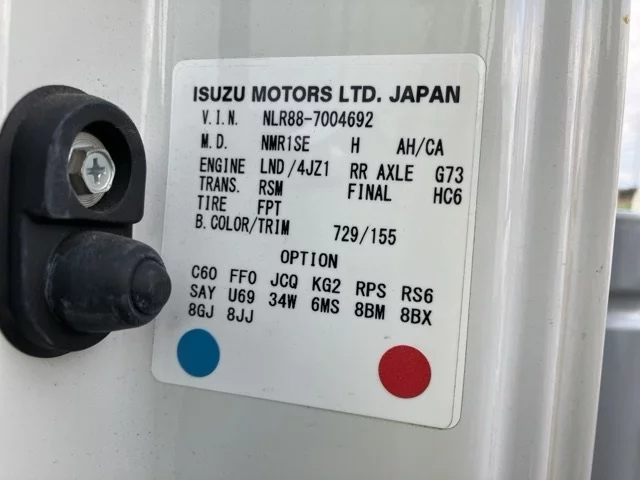 ISUZU MOTORS LTD. JAPAN
V.I.N. NLR88-7004692
M.D. NMR1SE H AH/CA
ENGINE LND/4JZ1 RR AXLE G73
TRANS. RSM FINAL HC6
TIRE FPT
B.COLOR/TRIM 729/155
OPTION
C60 FF0 JCQ KG2 RPS RS6
SAY U69 34W 6MS 8BM 8BX
8GJ 8JJ